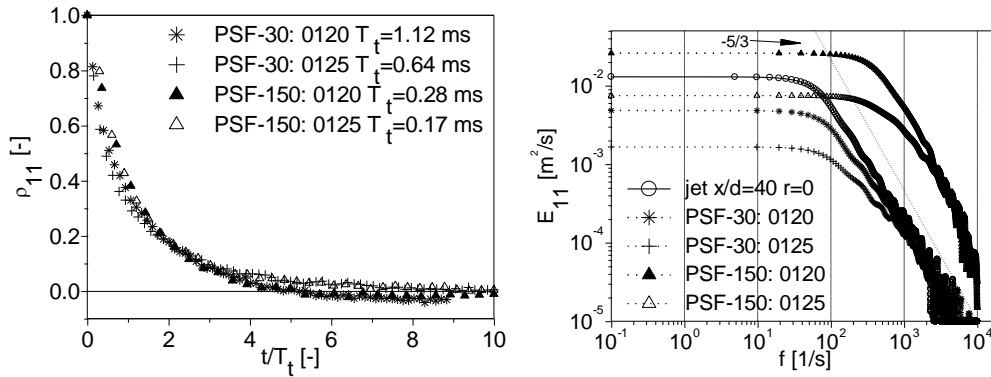 1.0
0.8
0.6
0.4
0.2
0.0
ρ11 [-]
PSF-30: 0120 Tt=1.12 ms
PSF-30: 0125 Tt=0.64 ms
PSF-150: 0120 Tt=0.28 ms
PSF-150: 0125 Tt=0.17 ms
0 2 4 6 8 10
t/Tt [-]
-5/3
10-2
10-3
10-4
10-5
E11 [m2/s]
jet x/d=40 r=0
PSF-30: 0120
PSF-30: 0125
PSF-150: 0120
PSF-150: 0125
10-1 100 101 102 103 104
f [1/s]